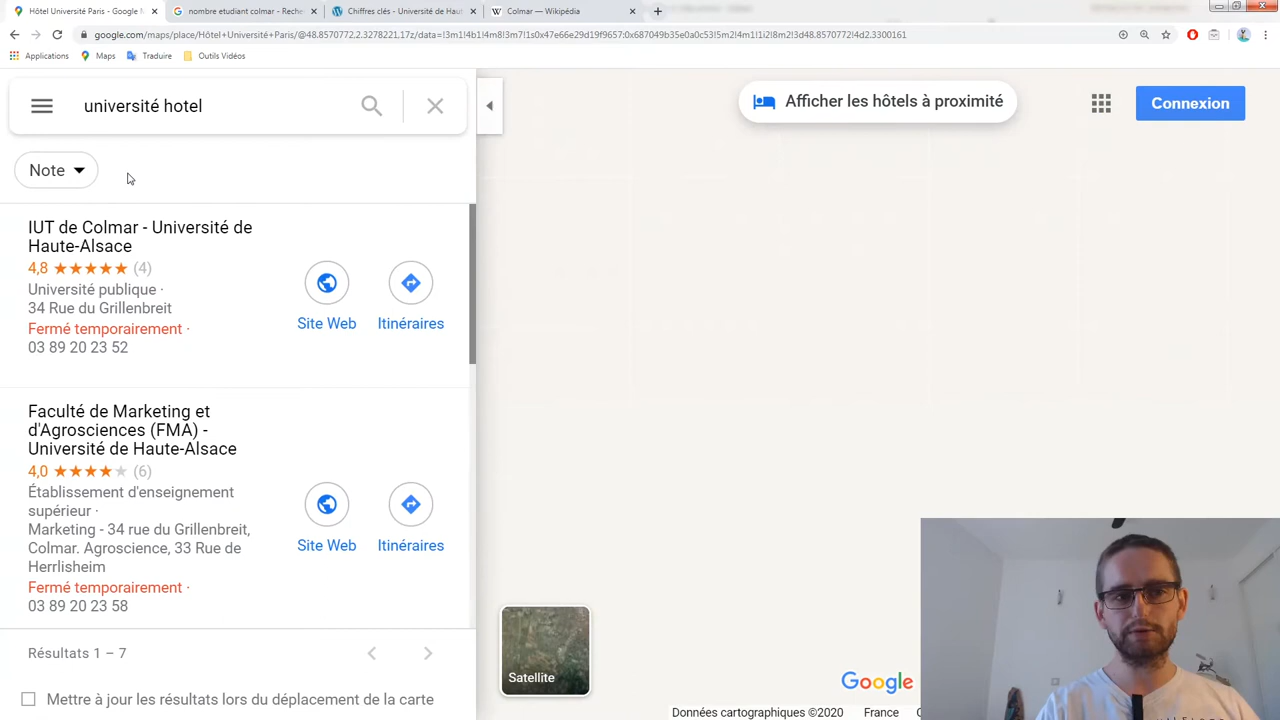 Hôtel Université Paris - Google M
nombre etudiant colmar - Reche
Chiffres clés - Université de Haut
Colmar — Wikipédia
google.com/maps/place/Hôtel+Université+Paris/@48.8570772,2.3278221,17z/data=!3m1!4b1!4m8!3m7!1s0x47e66e29d19f9657:0x687049b35e0a0c53!5m2!4m1!1i2!8m2!3d48.8570772!4d2.3300161
Applications
Maps
Traduire
Outils Vidéos
université hotel
Afficher les hôtels à proximité
Connexion
Note
IUT de Colmar - Université de
Haute-Alsace
4,8 ★★★★★ (4)
Université publique ·
34 Rue du Grillenbreit
Fermé temporairement ·
03 89 20 23 52
Site Web
Itinéraires
Faculté de Marketing et
d'Agrosciences (FMA) -
Université de Haute-Alsace
4,0 ★★★★★ (6)
Établissement d'enseignement
supérieur ·
Marketing - 34 rue du Grillenbreit,
Colmar. Agroscience, 33 Rue de
Herrlisheim
Fermé temporairement ·
03 89 20 23 58
Site Web
Itinéraires
Résultats 1 – 7
Mettre à jour les résultats lors du déplacement de la carte
Satellite
Google
Données cartographiques ©2020
France